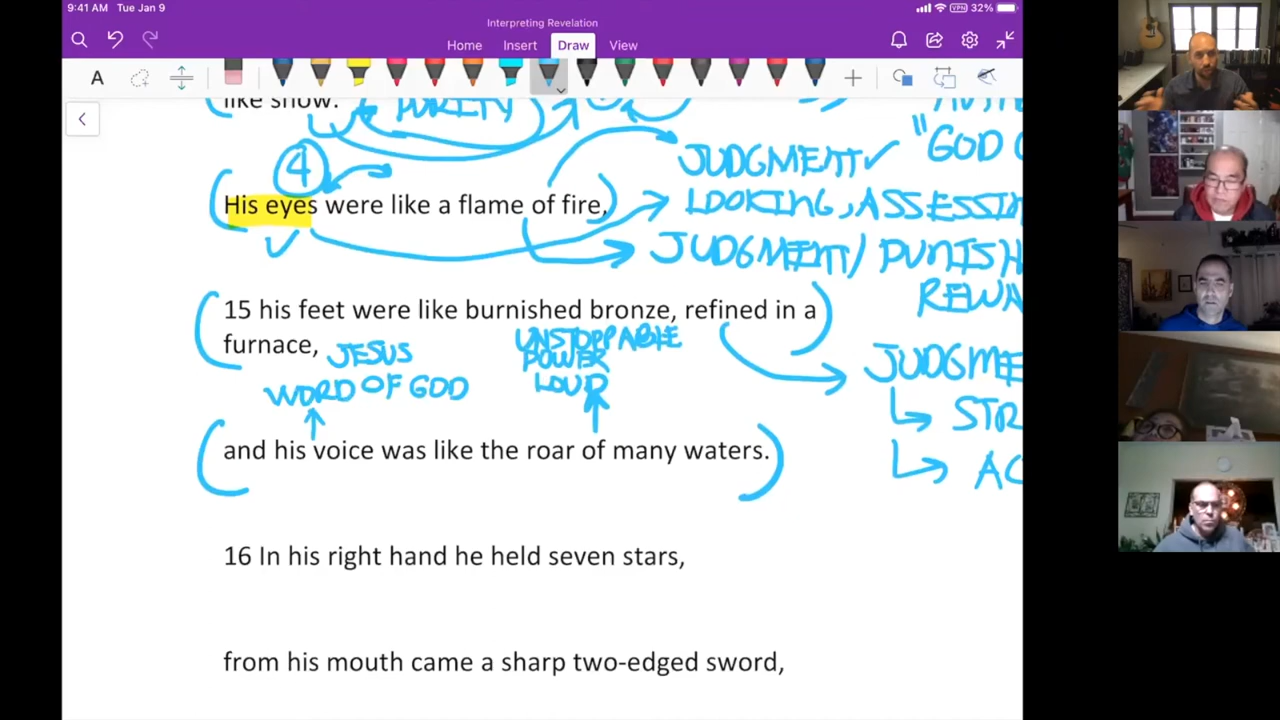 9:41 AM Tue Jan 9
VPN 32%
Interpreting Revelation
Home Insert Draw View
A
like snow.
PURITY
4
"GOD
JUDGMENT ✓
His eyes were like a flame of fire,
LOOKING, ASSESSIN
JUDGMENT/ PUNISH
REWA
15 his feet were like burnished bronze, refined in a
furnace,
JESUS
WORD OF GOD
UNSTOPPABLE
POWER
LOUD
JUDGME
STR
AC
and his voice was like the roar of many waters.
16 In his right hand he held seven stars,
from his mouth came a sharp two-edged sword,